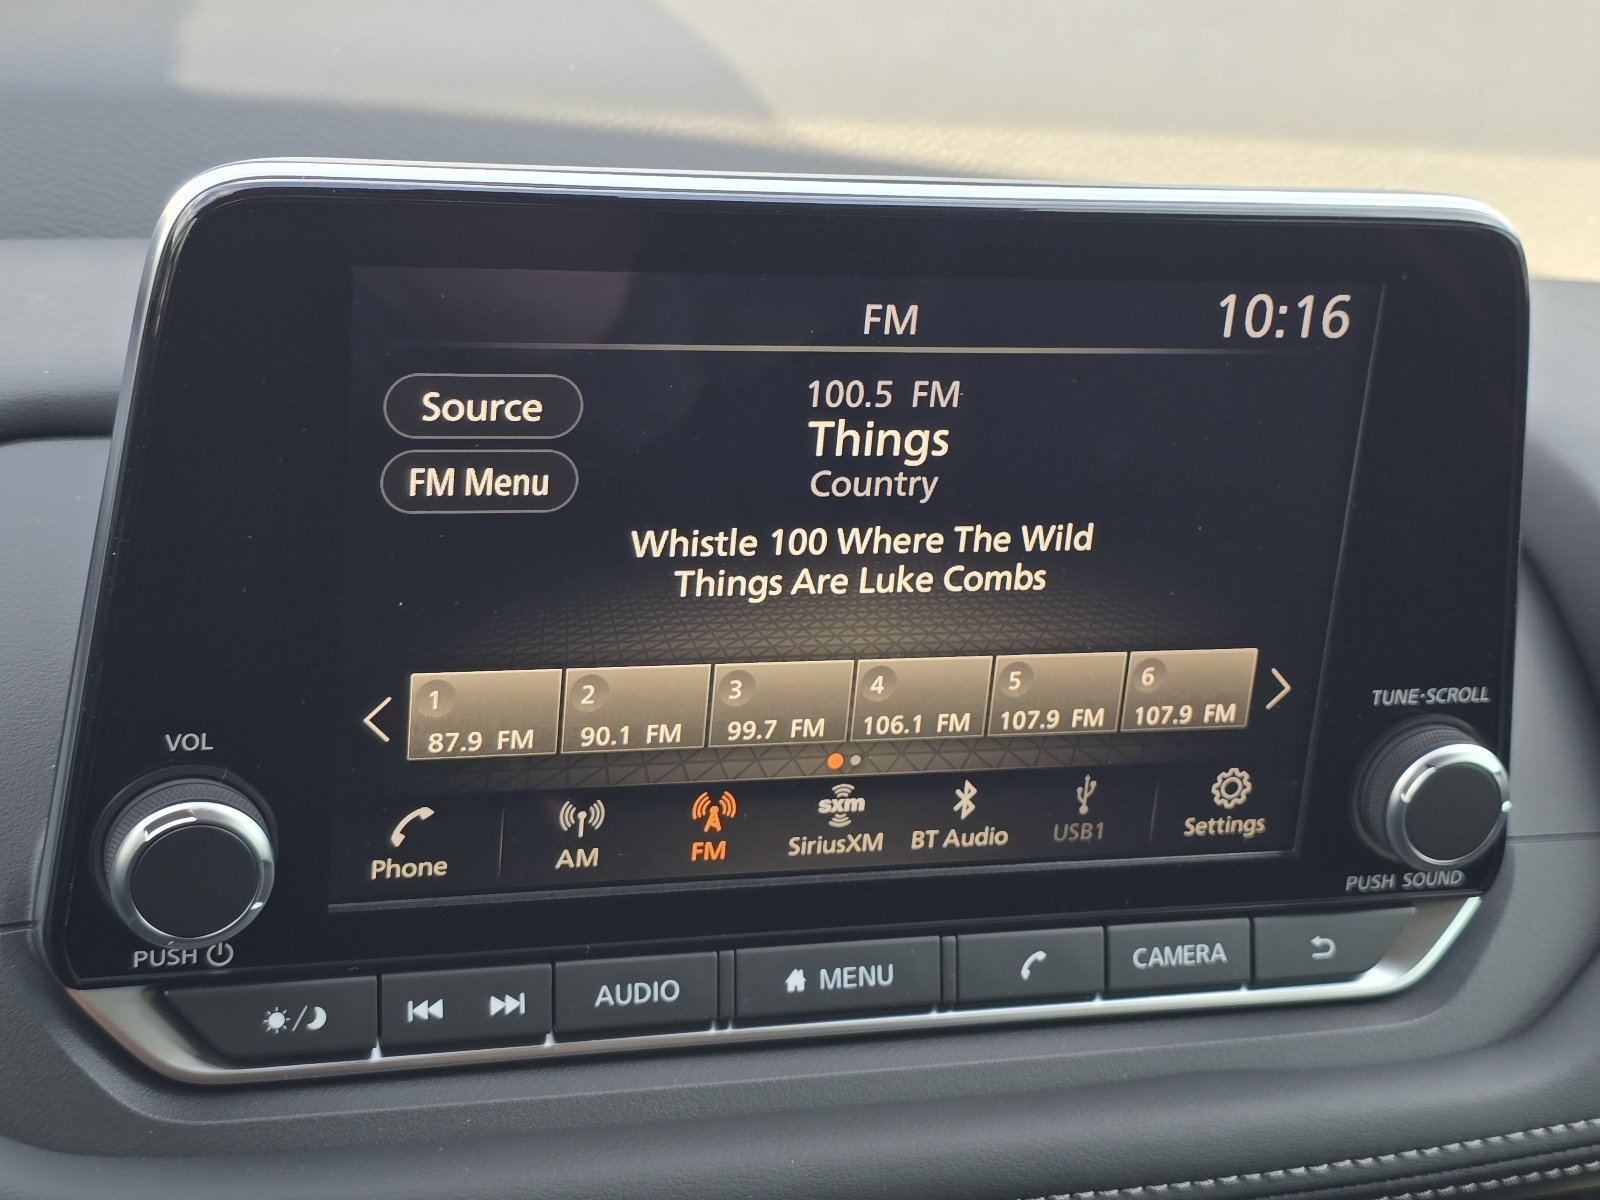 FM
10:16
Source
100.5 FM
Things
FM Menu
Country
Whistle 100 Where The Wild
Things Are Luke Combs
1
2
3
4
5
6
87.9 FM
90.1 FM
99.7 FM
106.1 FM
107.9 FM
107.9 FM
Phone
AM
FM
sxm
SiriusXM
BT Audio
USB1
Settings
VOL
PUSH
TUNE·SCROLL
PUSH SOUND
AUDIO
MENU
CAMERA